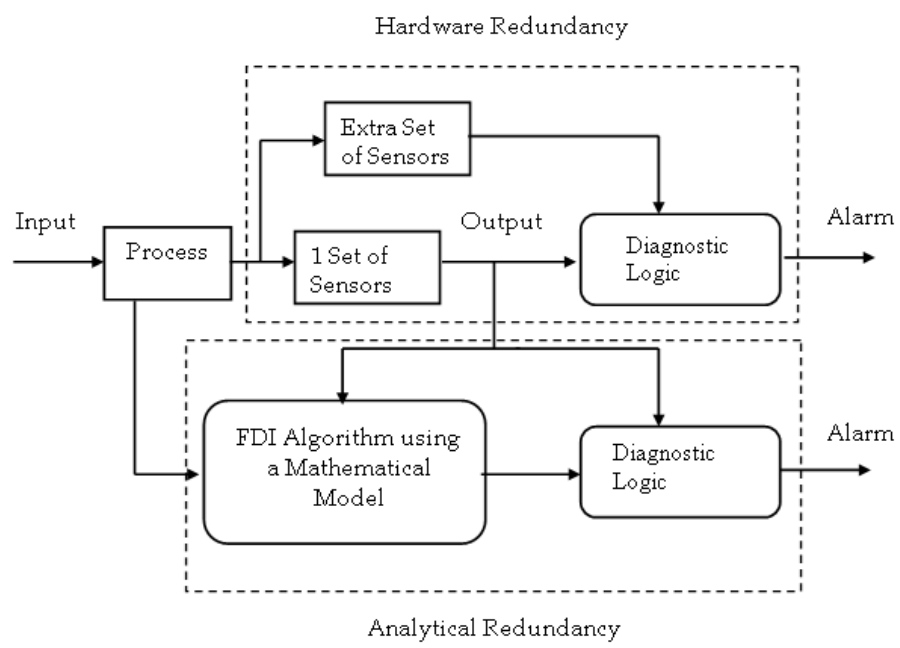 Hardware Redundancy
Extra Set
of Sensors
Input
Process
1 Set of
Sensors
Output
Diagnostic
Logic
Alarm
FDI Algorithm using
a Mathematical
Model
Diagnostic
Logic
Alarm
Analytical Redundancy